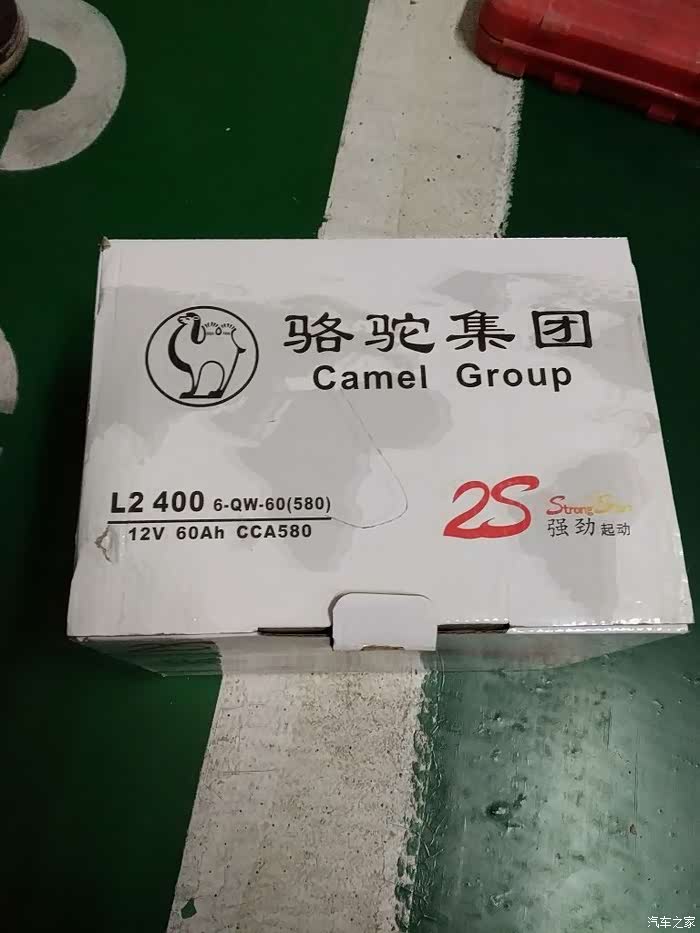 骆驼集团
Camel Group
L2 400 6-QW-60(580)
12V 60Ah CCA580
2S Strong Start
强劲起动
汽车之家